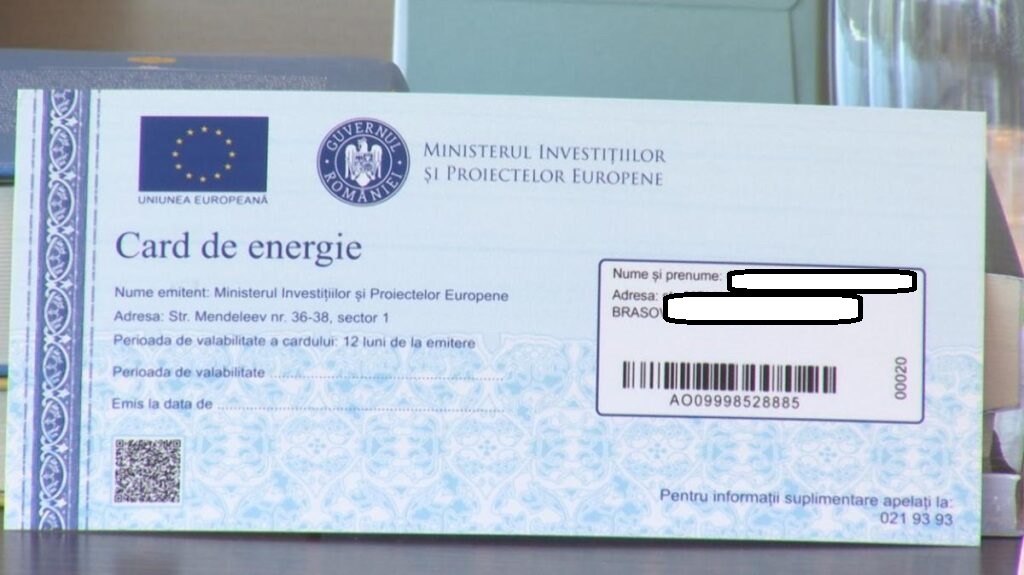 UNIUNEA EUROPEANĂ
GUVERNUL ROMÂNIEI
MINISTERUL INVESTIȚIILOR
ȘI PROIECTELOR EUROPENE
Card de energie
Nume emitent: Ministerul Investițiilor și Proiectelor Europene
Adresa: Str. Mendeleev nr. 36-38, sector 1
Perioada de valabilitate a cardului: 12 luni de la emitere
Perioada de valabilitate
Emis la data de
Nume și prenume:
Adresa:
BRASOV
AO09998528885
00020
Pentru informații suplimentare apelați la:
021 93 93